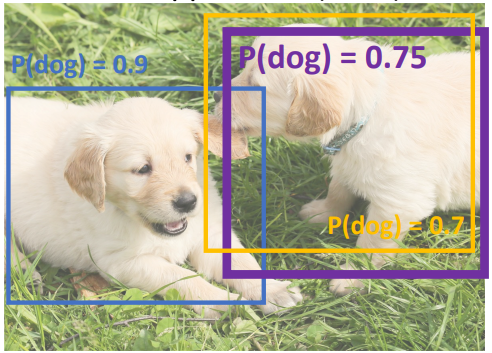 P(dog) = 0.9
P(dog) = 0.75
P(dog) = 0.7